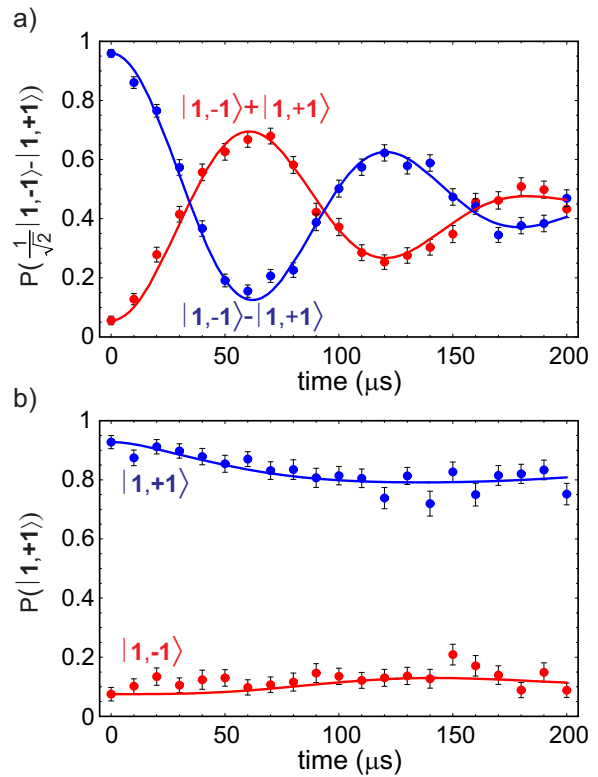 a)
P(1/√2|1,-1⟩-|1,+1⟩)
1
0.8
0.6
0.4
0.2
0
|1,-1⟩+|1,+1⟩
|1,-1⟩-|1,+1⟩
0 50 100 150 200
time (μs)
b)
P(|1,+1⟩)
1
0.8
0.6
0.4
0.2
0
|1,+1⟩
|1,-1⟩
0 50 100 150 200
time (μs)